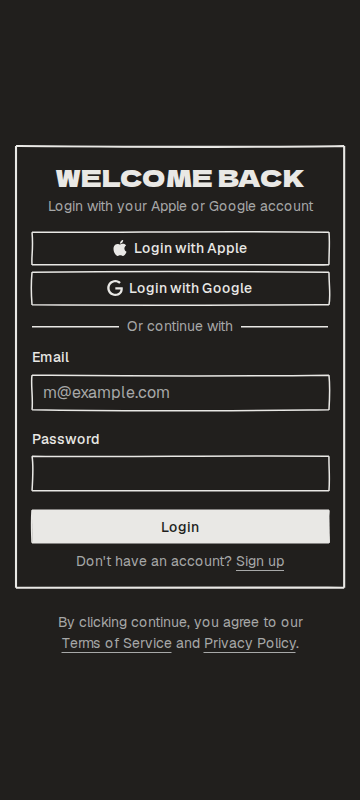 WELCOME BACK
Login with your Apple or Google account
Login with Apple
Login with Google
Or continue with
Email
m@example.com
Password
Login
Don't have an account? Sign up
By clicking continue, you agree to our
Terms of Service and Privacy Policy.